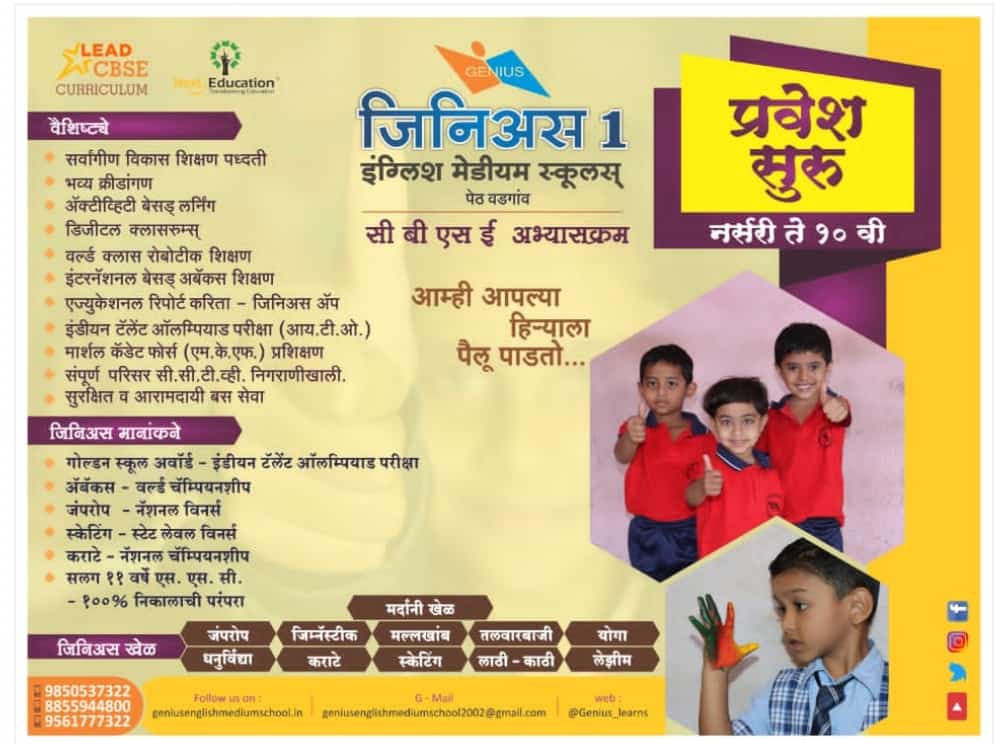 LEAD
CBSE
CURRICULUM
Next Education
Transforming Education
GENIUS
जिनिअस 1
इंग्लिश मेडीयम स्कूलस्
पेठ वडगांव
सी बी एस ई अभ्यासक्रम
प्रवेश
सुरु
नर्सरी ते १० वी
वैशिष्ट्ये
सर्वांगीण विकास शिक्षण पध्दती
भव्य क्रीडांगण
ॲक्टीव्हिटी बेसड् लर्निंग
डिजीटल क्लासरुम्स्
वर्ल्ड क्लास रोबोटीक शिक्षण
इंटरनॅशनल बेसड् अबॅकस शिक्षण
एज्युकेशनल रिपोर्ट करिता – जिनिअस ॲप
इंडीयन टॅलेंट ऑलम्पियाड परीक्षा (आय.टी.ओ.)
मार्शल कॅडेट फोर्स (एम.के.एफ.) प्रशिक्षण
संपूर्ण परिसर सी.सी.टी.व्ही. निगराणीखाली.
सुरक्षित व आरामदायी बस सेवा
आम्ही आपल्या
हिऱ्याला
पैलू पाडतो...
जिनिअस मानांकने
गोल्डन स्कूल अवॉर्ड – इंडीयन टॅलेंट ऑलम्पियाड परीक्षा
ॲबॅकस – वर्ल्ड चॅम्पियनशीप
जंपरोप – नॅशनल विनर्स
स्केटिंग – स्टेट लेवल विनर्स
कराटे – नॅशनल चॅम्पियनशीप
सलग ११ वर्षे एस. एस. सी.
– १००% निकालाची परंपरा
मर्दानी खेळ
जिनिअस खेळ
जंपरोप जिम्नॅस्टीक मल्लखांब तलवारबाजी योगा
धनुर्विद्या कराटे स्केटिंग लाठी – काठी लेझीम
9850537322
8855944800
9561777322
Follow us on :
geniusenglishmediumschool.in
G - Mail
geniusenglishmediumschool2002@gmail.com
web :
@Genius_learns